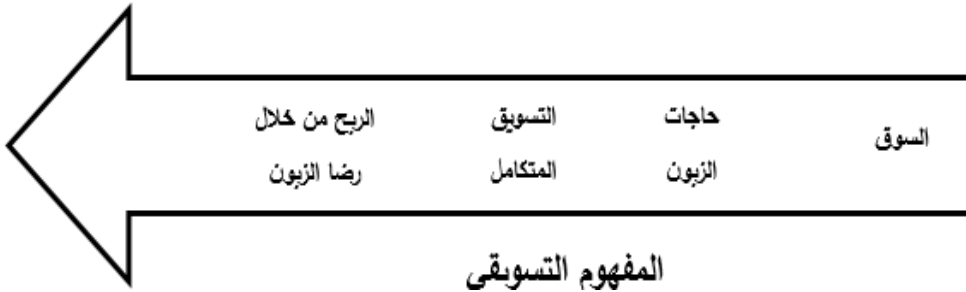 السوق
حاجات
الزبون
التسويق
المتكامل
الربح من خلال
رضا الزبون
المفهوم التسويقي